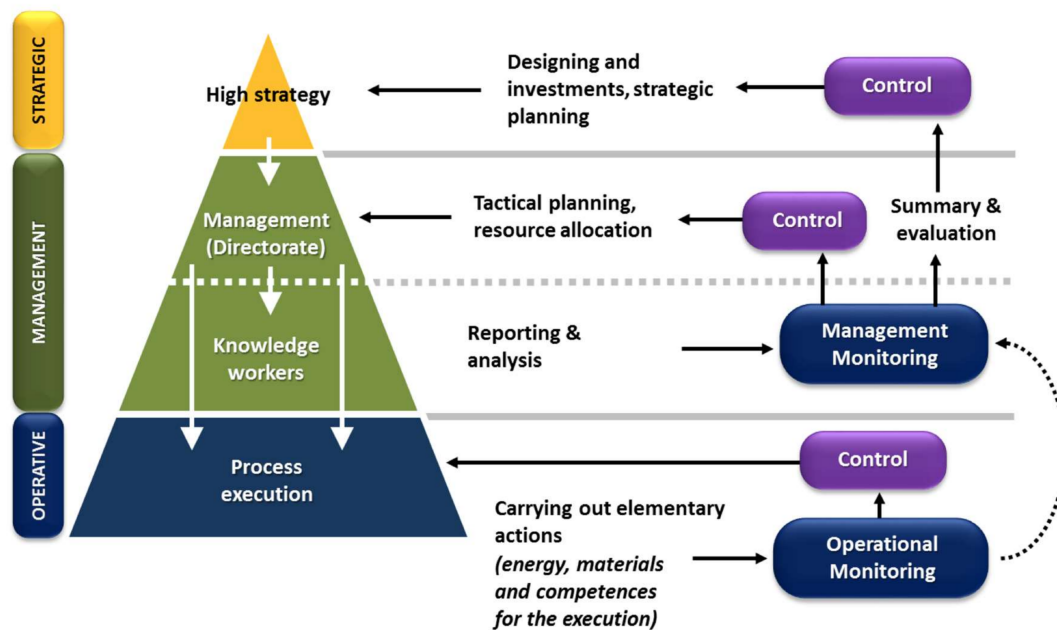 STRATEGIC
High strategy
Designing and
investments, strategic
planning
Control
MANAGEMENT
Management
(Directorate)
Tactical planning,
resource allocation
Control
Summary &
evaluation
Knowledge
workers
Reporting &
analysis
Management
Monitoring
OPERATIVE
Process
execution
Control
Carrying out elementary
actions
(energy, materials
and competences
for the execution)
Operational
Monitoring